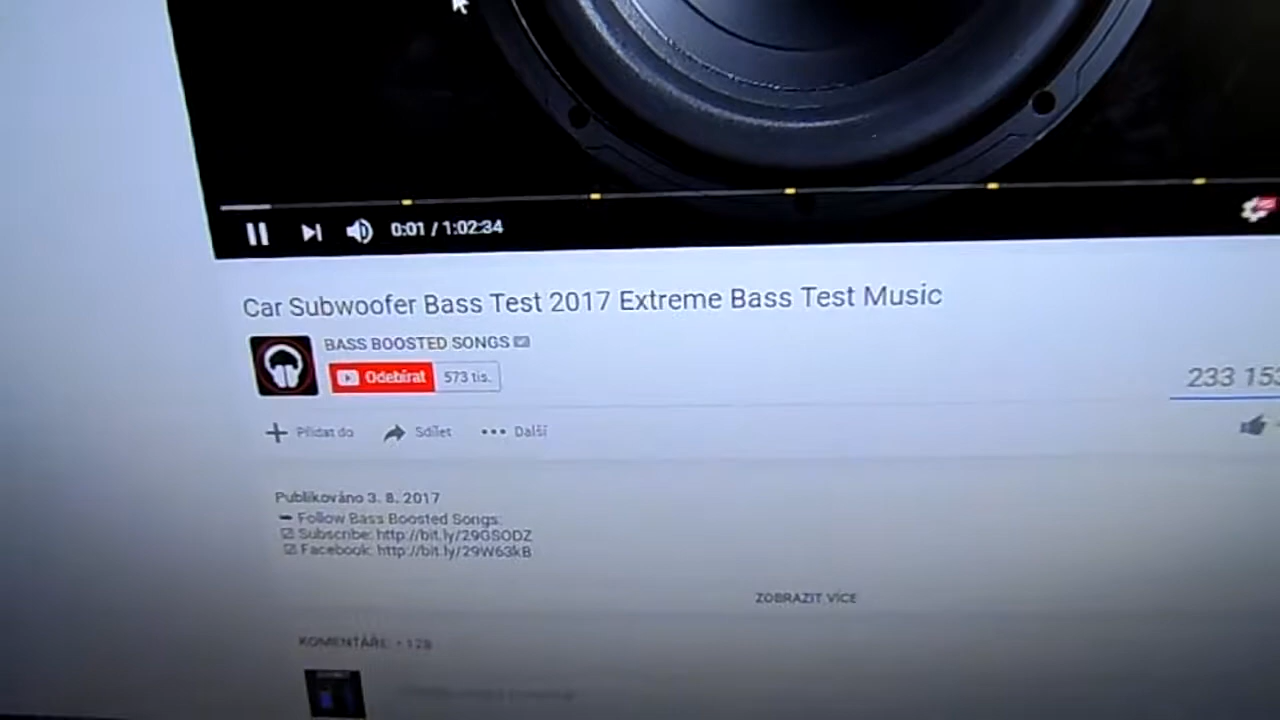 0:01 / 1:02:34
Car Subwoofer Bass Test 2017 Extreme Bass Test Music
BASS BOOSTED SONGS
Odebírat 573 tis.
233 153
Přidat do Sdílet Další
Publikováno 3. 8. 2017
Follow Bass Boosted Songs:
Subscribe: http://bit.ly/29GSODZ
Facebook: http://bit.ly/29W63kB
ZOBRAZIT VÍCE
KOMENTÁŘE • 128